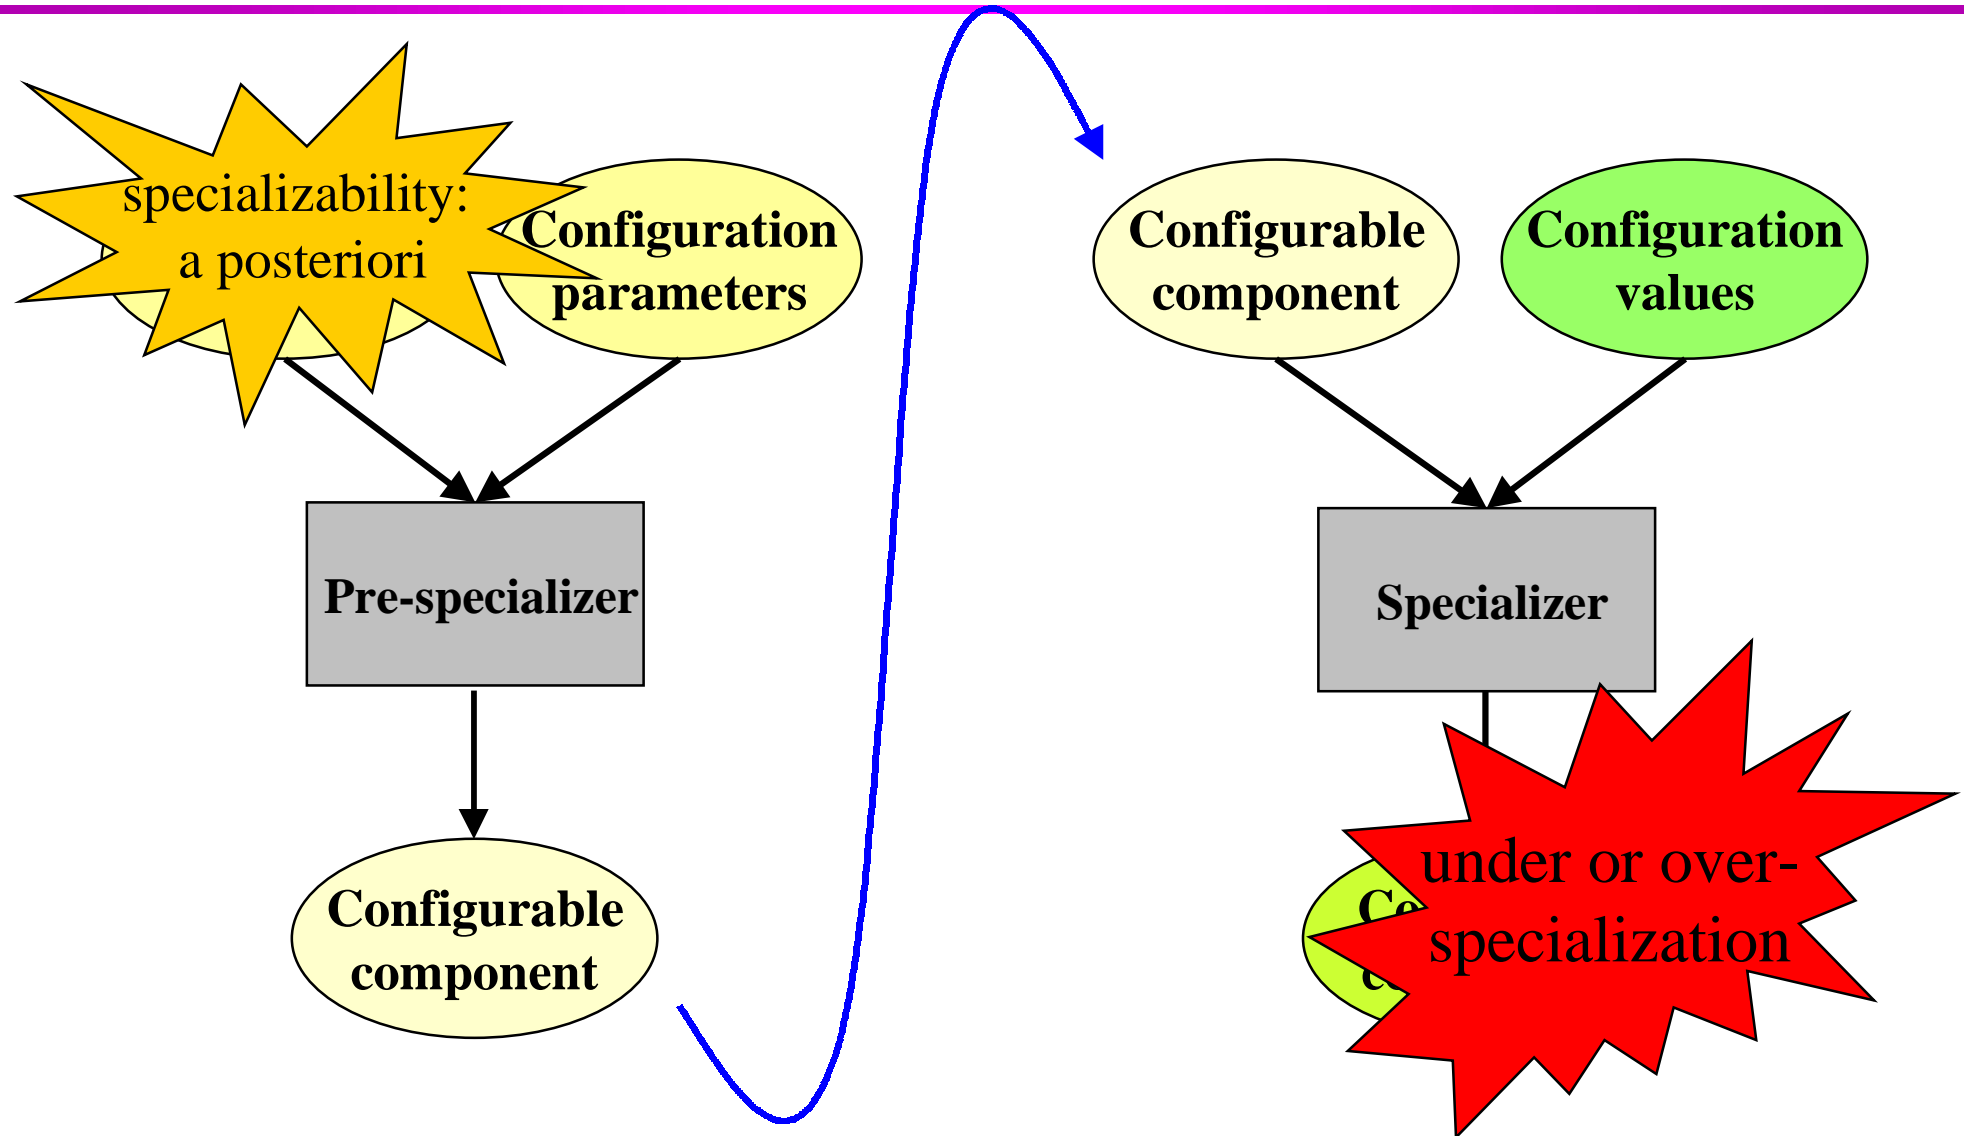 specializability:
a posteriori
Configuration
parameters
Configurable
component
Configuration
values
Pre-specializer
Specializer
Configurable
component
under or over-
specialization